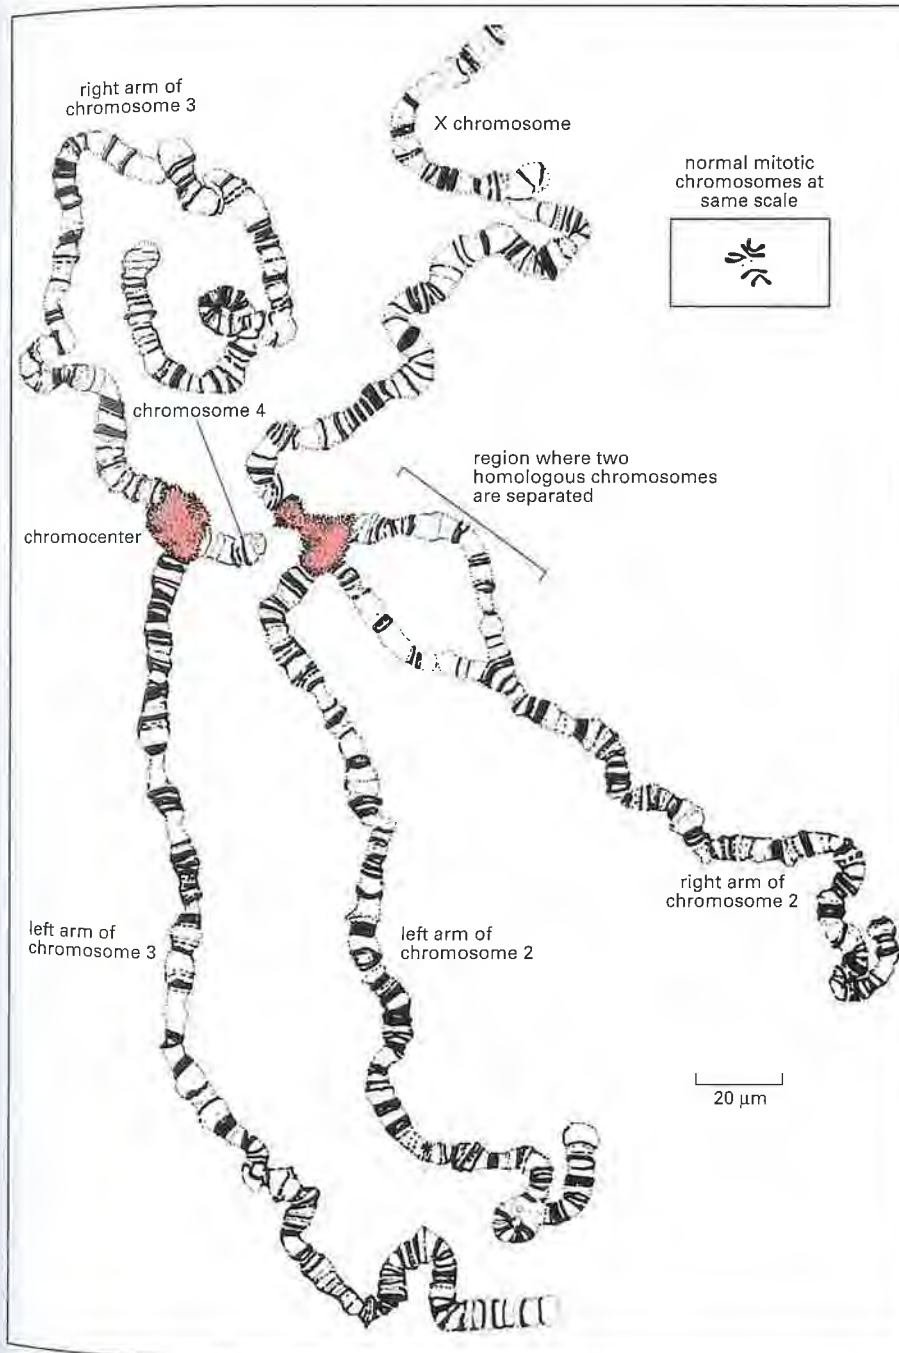 right arm of
chromosome 3
X chromosome
normal mitotic
chromosomes at
same scale
chromosome 4
region where two
homologous chromosomes
are separated
chromocenter
right arm of
chromosome 2
left arm of
chromosome 3
left arm of
chromosome 2
20 μm